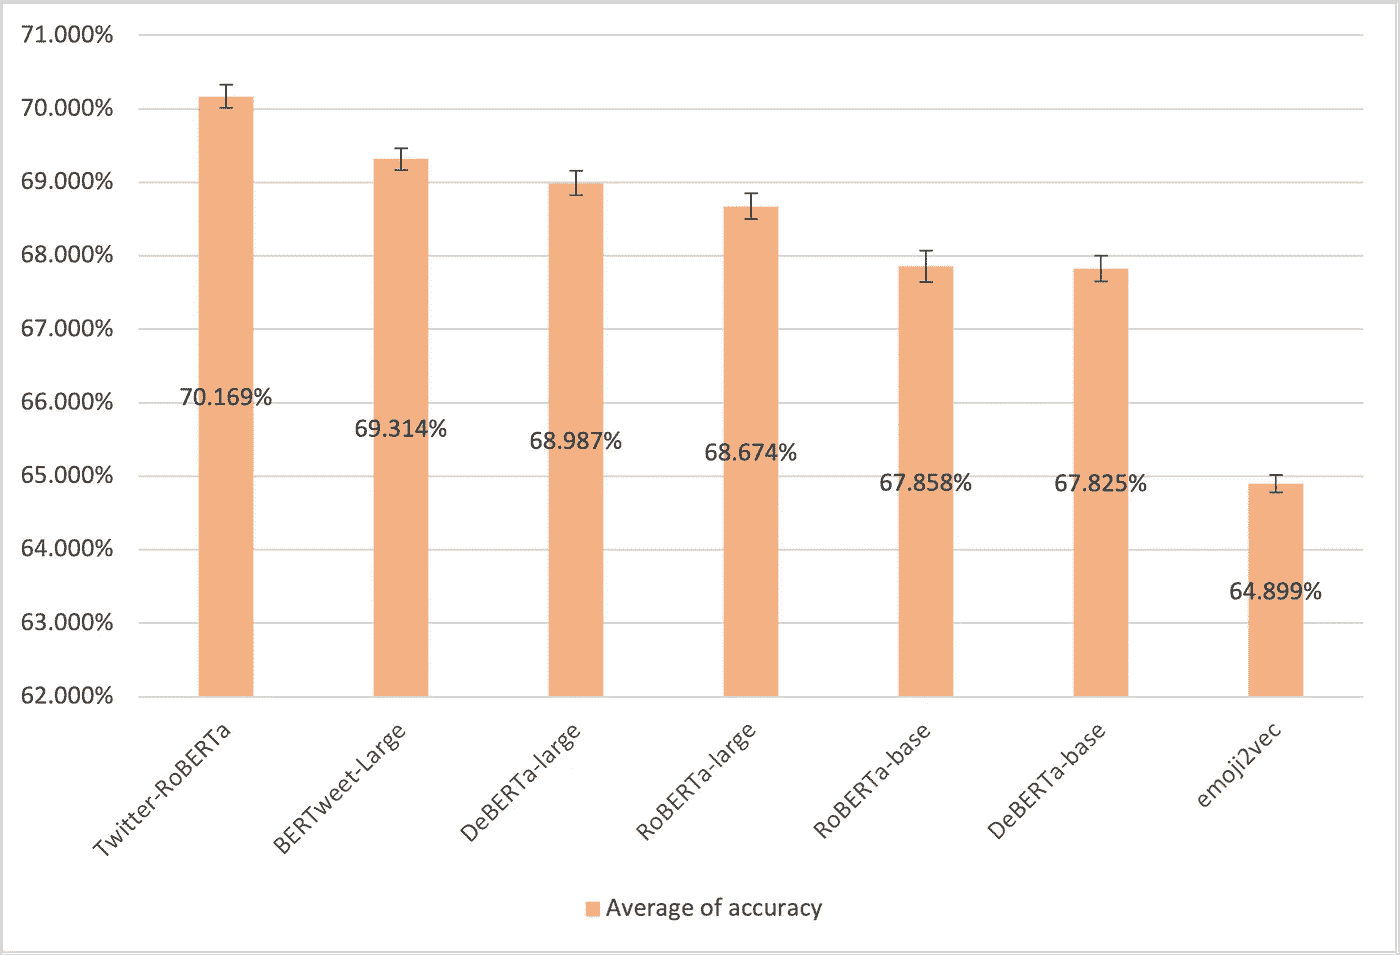 71.000%
70.000%
69.000%
68.000%
67.000%
66.000%
65.000%
64.000%
63.000%
62.000%
70.169%
69.314%
68.987%
68.674%
67.858%
67.825%
64.899%
Twitter-RoBERTa
BERTweet-Large
DeBERTa-large
RoBERTa-large
RoBERTa-base
DeBERTa-base
emoji2vec
Average of accuracy